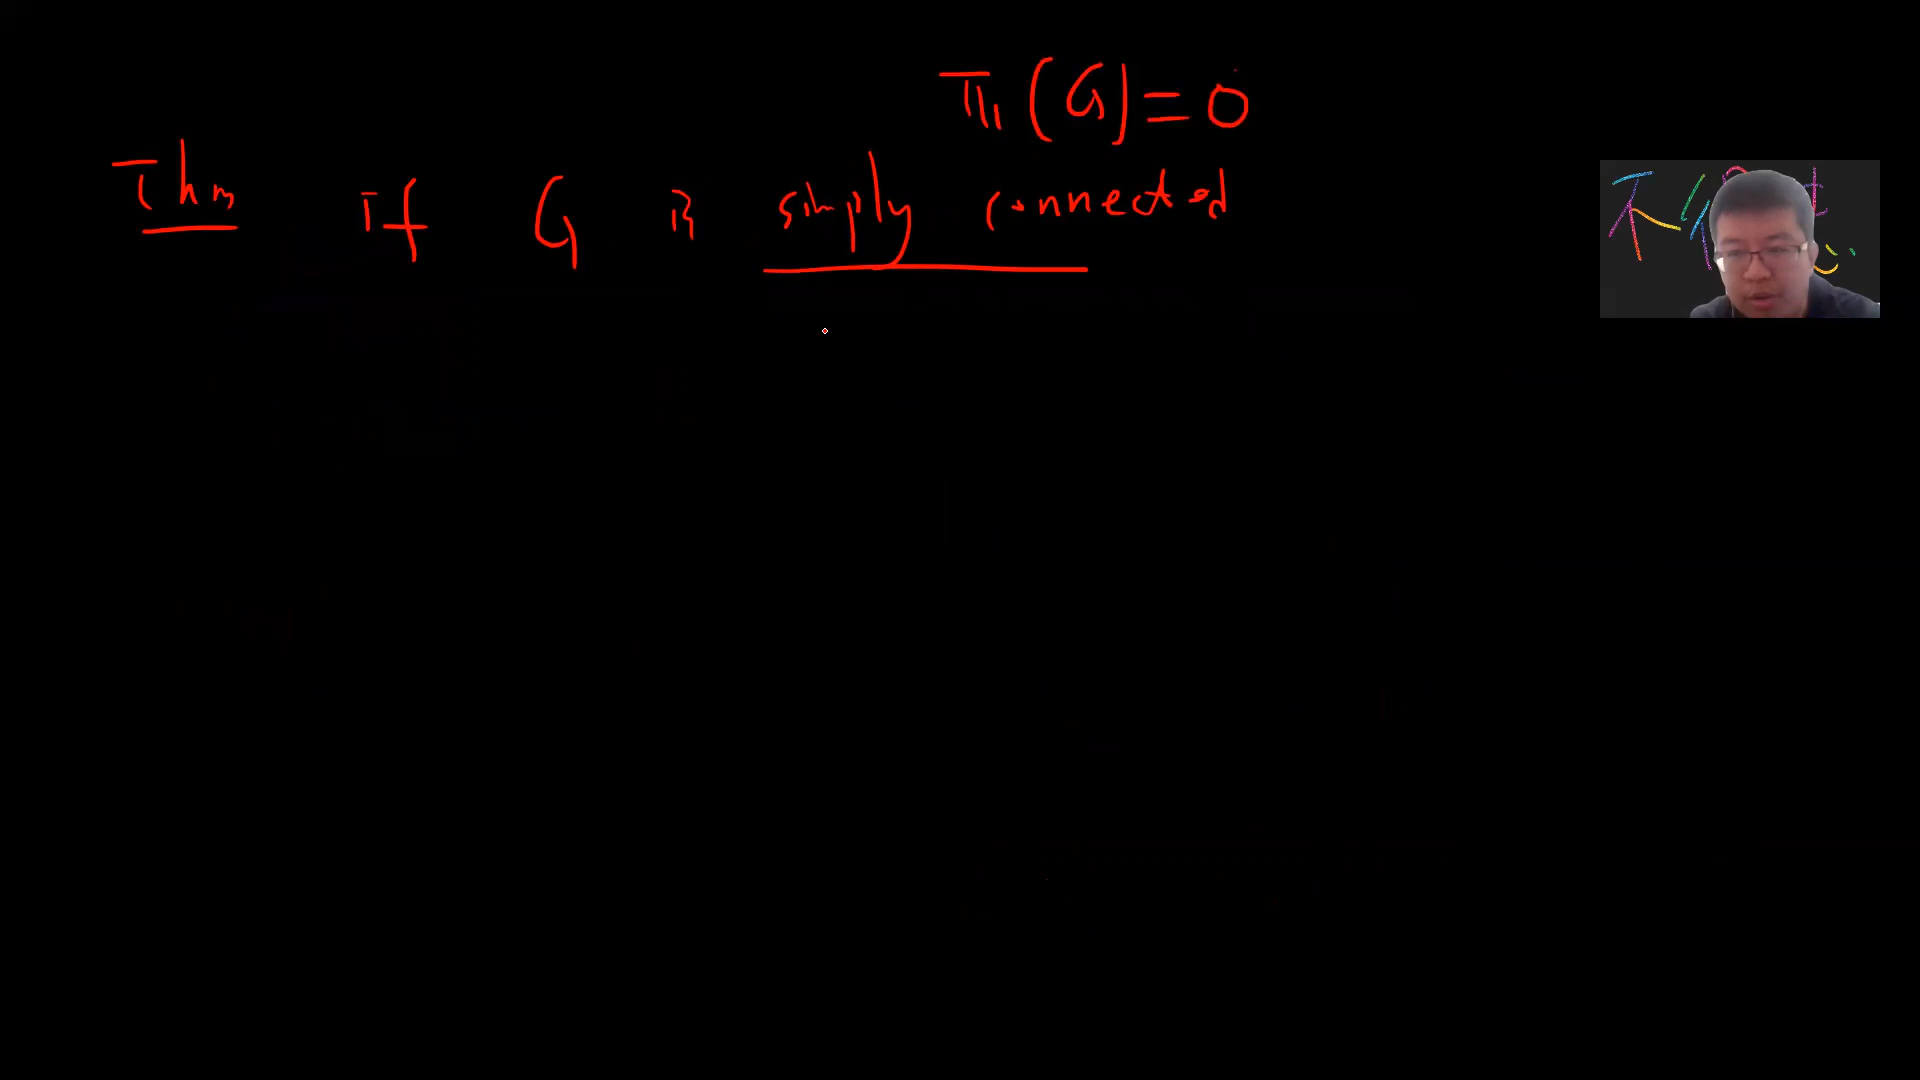 π₁(G)=0
Thm If G is simply connected